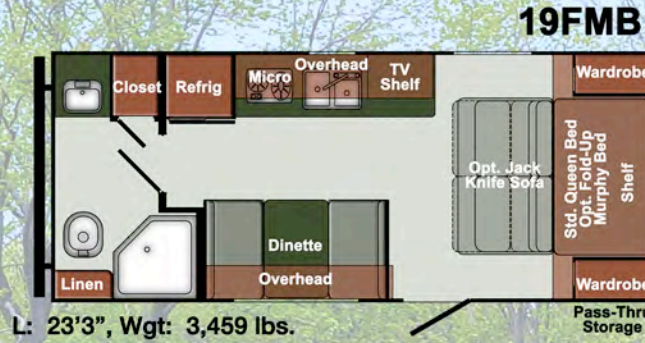 19FMB
Closet
Refrig
Micro
Overhead
TV
Shelf
Wardrobe
Opt. Jack
Knife Sofa
Std. Queen Bed
Opt. Fold-Up
Murphy Bed
Shelf
Dinette
Overhead
Linen
Wardrobe
L: 23'3", Wgt: 3,459 lbs.
Pass-Thru
Storage